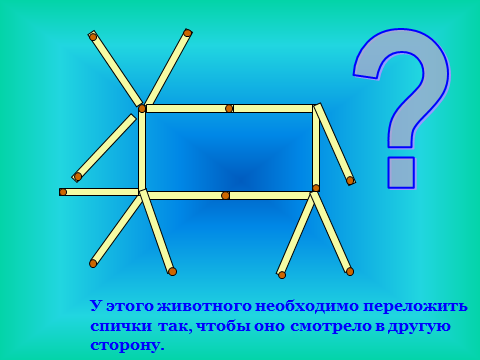 ?
У этого животного необходимо переложить
спички так, чтобы оно смотрело в другую
сторону.